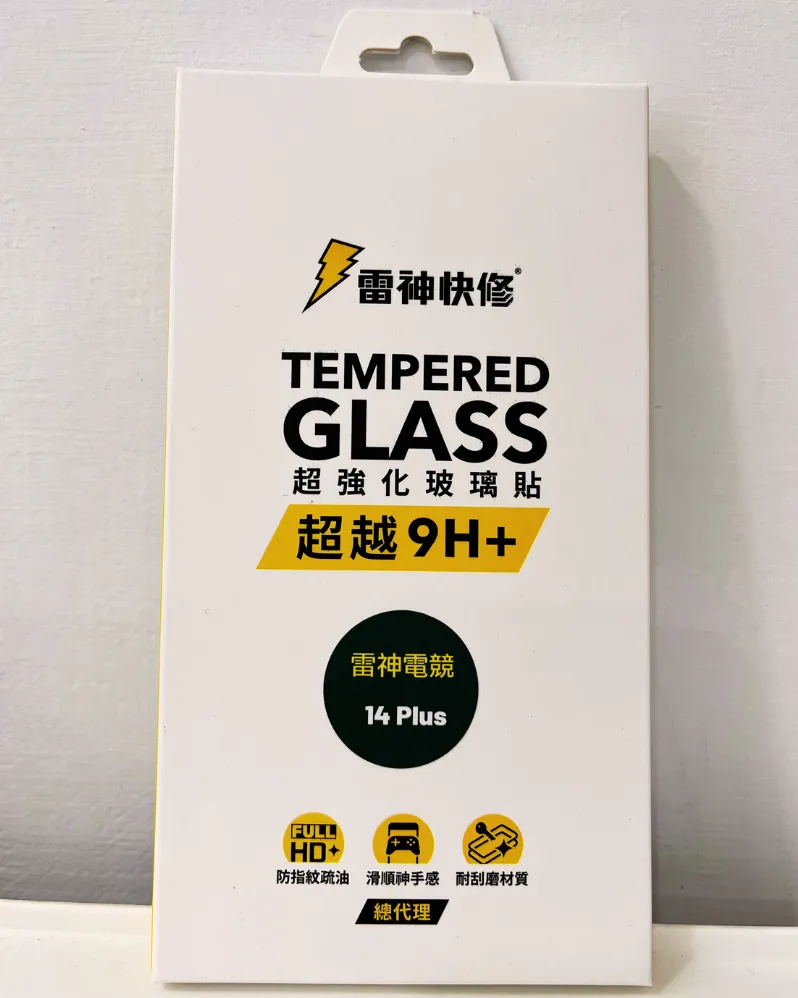 雷神快修®
TEMPERED
GLASS
超強化玻璃貼
超越 9H+
雷神電競
14 Plus
FULL
HD+
防指紋疏油 滑順神手感 耐刮磨材質
總代理